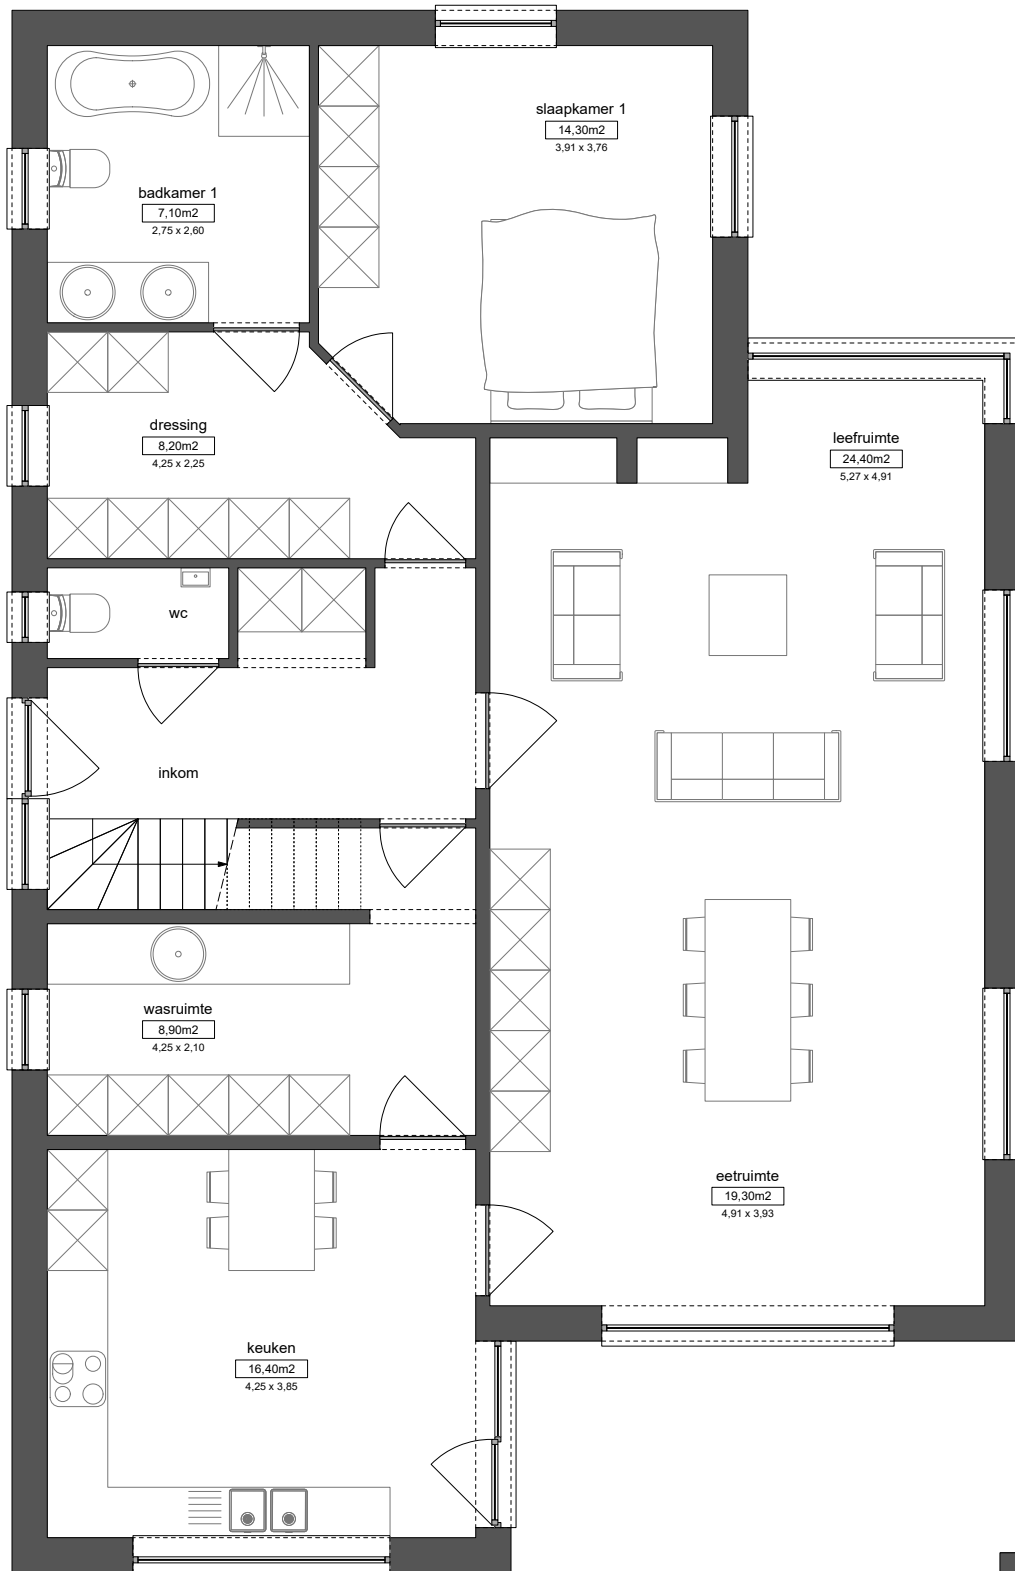 slaapkamer 1
14,30m2
3,91 x 3,76
badkamer 1
7,10m2
2,75 x 2,60
dressing
8,20m2
4,25 x 2,25
leefruimte
24,40m2
5,27 x 4,91
wc
inkom
wasruimte
8,90m2
4,25 x 2,10
eetruimte
19,30m2
4,91 x 3,93
keuken
16,40m2
4,25 x 3,85